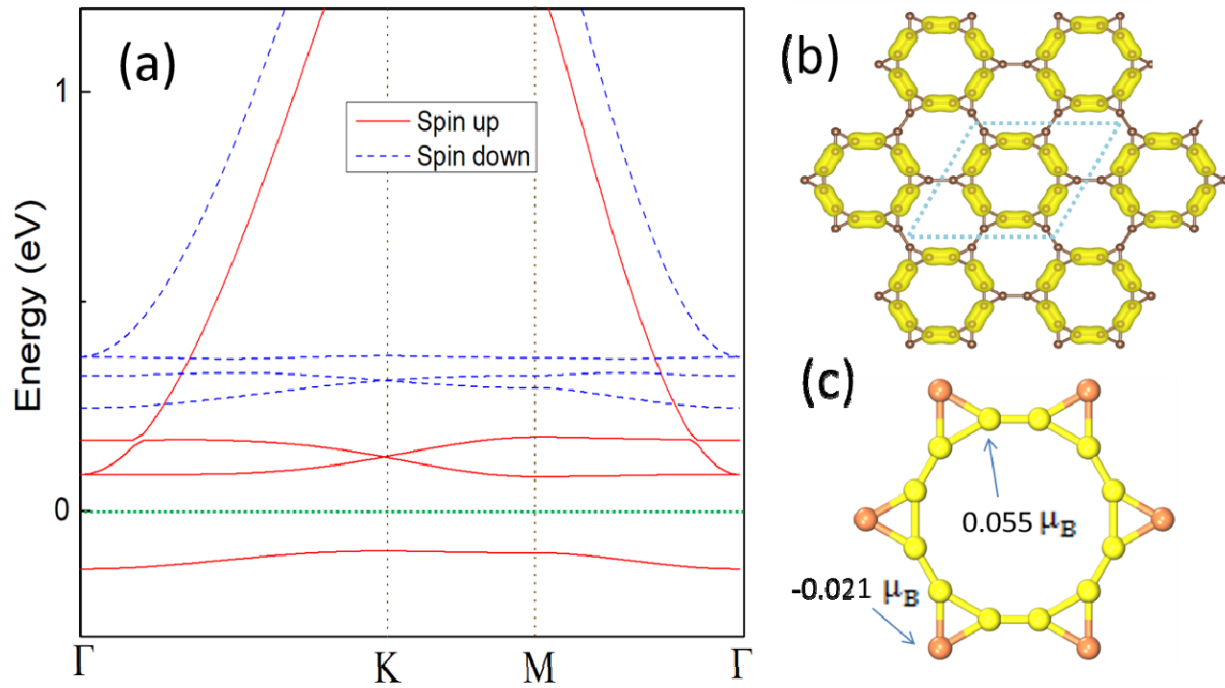 (a)
1
Spin up
Spin down
Energy (eV)
0
Γ
K
M
Γ
(b)
(c)
0.055 μB
-0.021 μB